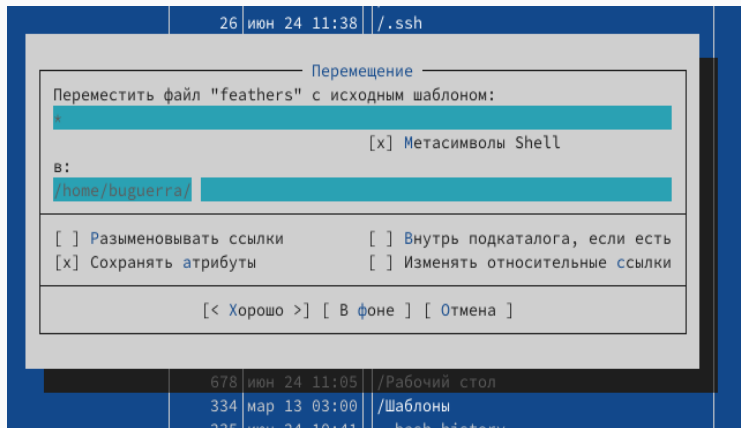 26 июн 24 11:38 /.ssh
Перемещение
Переместить файл "feathers" с исходным шаблоном:
*
[x] Метасимволы Shell
в:
/home/buguerra/
[ ] Разыменовывать ссылки [ ] Внутрь подкаталога, если есть
[x] Сохранять атрибуты [ ] Изменять относительные ссылки
[< Хорошо >] [ В фоне ] [ Отмена ]
678 июн 24 11:05 /Рабочий стол
334 мар 13 03:00 /Шаблоны